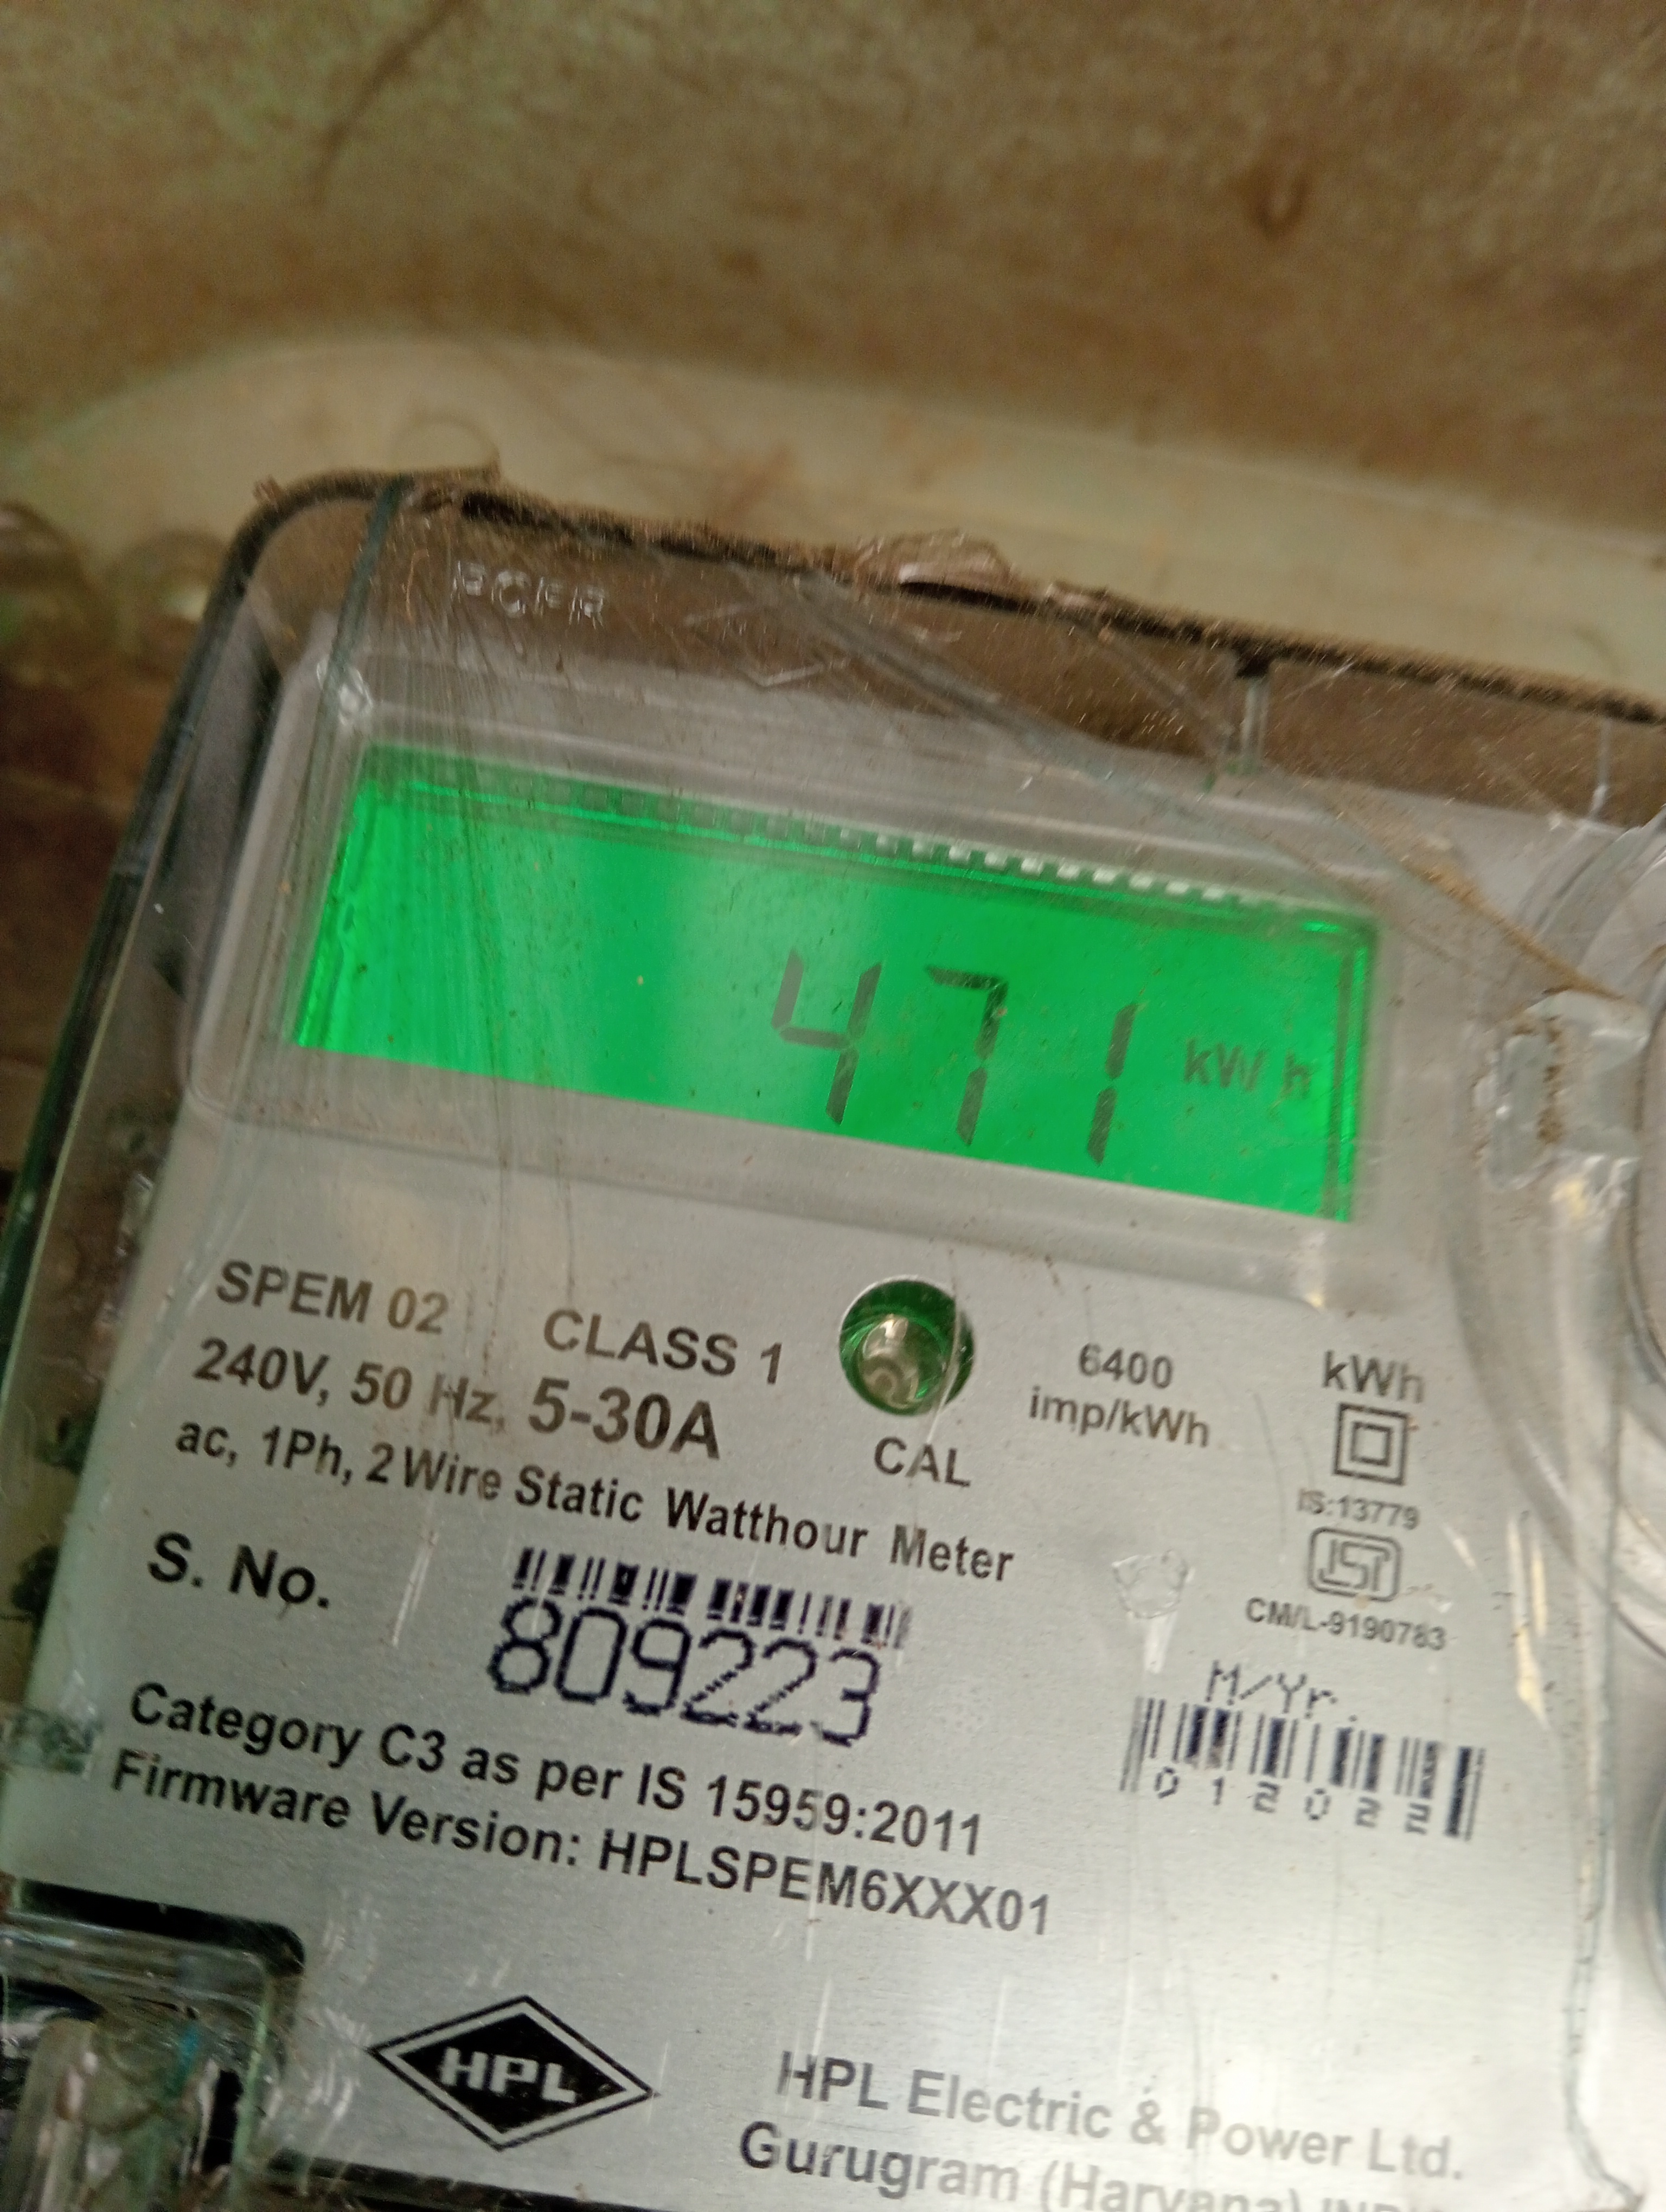 471 kWh
SPEM 02 CLASS 1
240V, 50 Hz, 5-30A
ac, 1Ph, 2 Wire Static Watthour Meter
CAL
6400
imp/kWh
kWh
IS:13779
ISI
CM/L-9190783
S. No.
809223
M/Yr.
Category C3 as per IS 15959:2011
Firmware Version: HPLSPEM6XXX01
HPL
HPL Electric & Power Ltd.
Gurugram (Haryana)